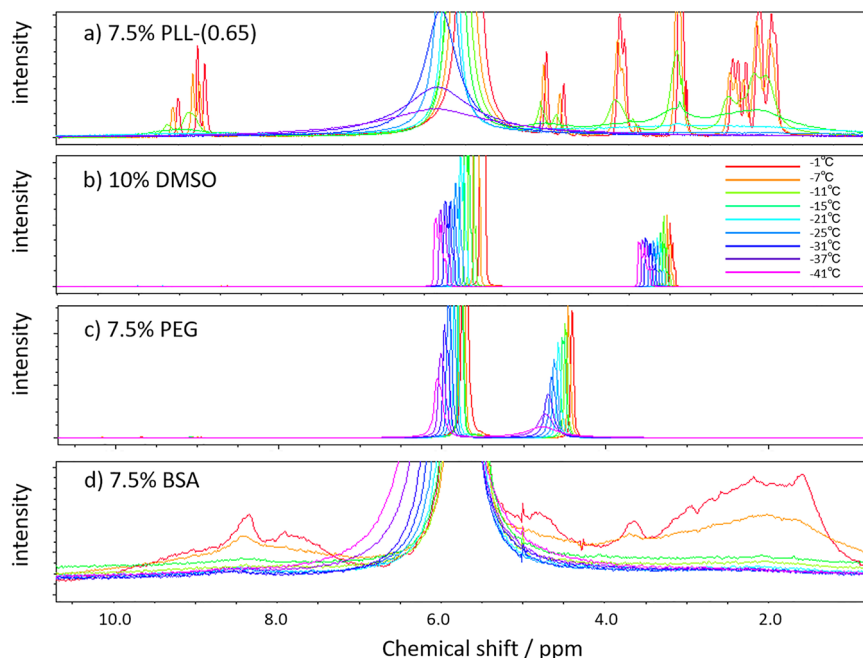 a) 7.5% PLL-(0.65)
intensity
b) 10% DMSO
intensity
-1℃
-7℃
-11℃
-15℃
-21℃
-25℃
-31℃
-37℃
-41℃
c) 7.5% PEG
intensity
d) 7.5% BSA
intensity
10.0 8.0 6.0 4.0 2.0
Chemical shift / ppm